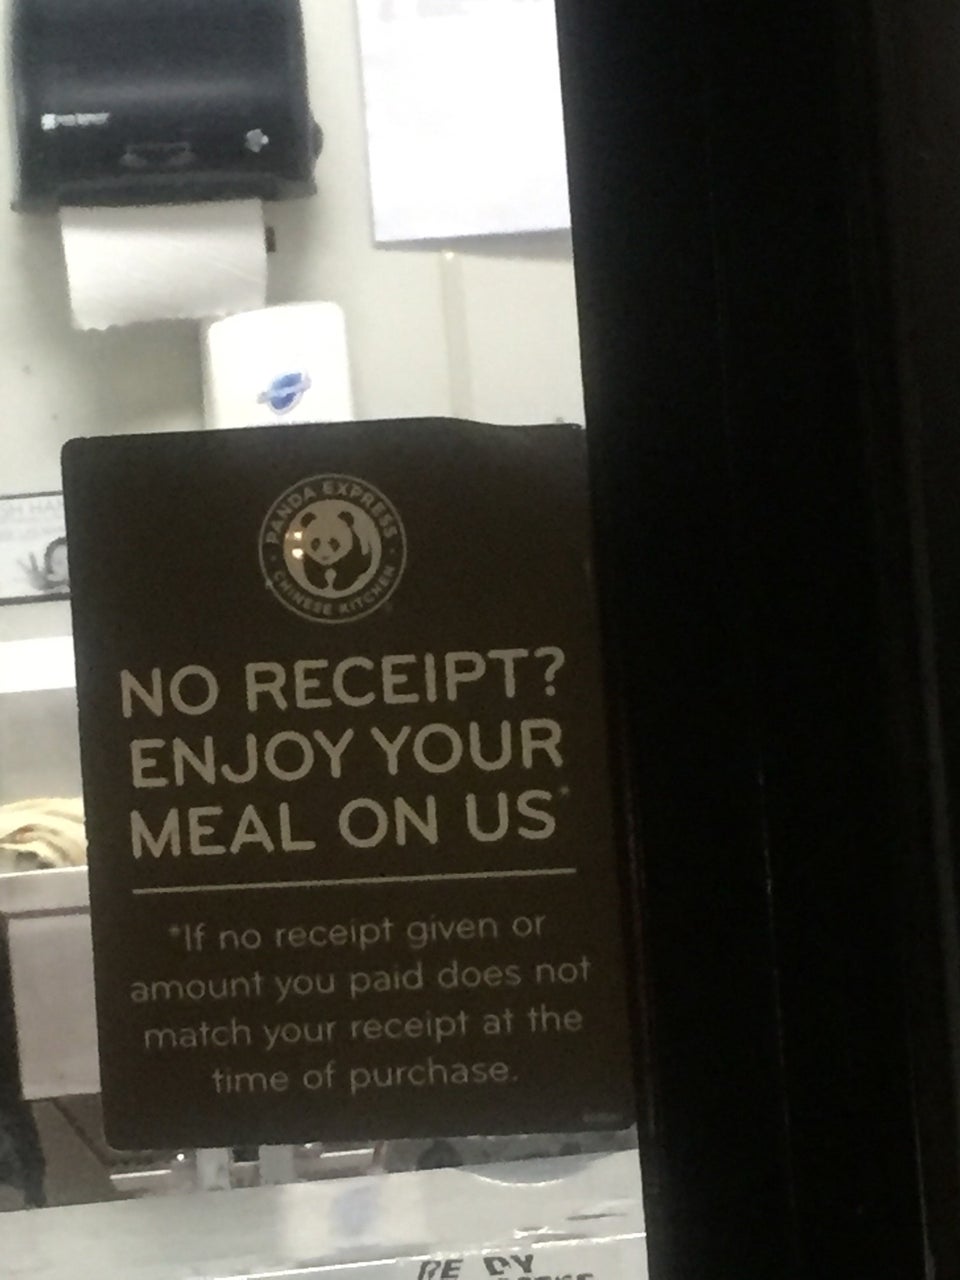 PANDA EXPRESS
CHINESE KITCHEN
NO RECEIPT?
ENJOY YOUR
MEAL ON US*
*If no receipt given or
amount you paid does not
match your receipt at the
time of purchase.